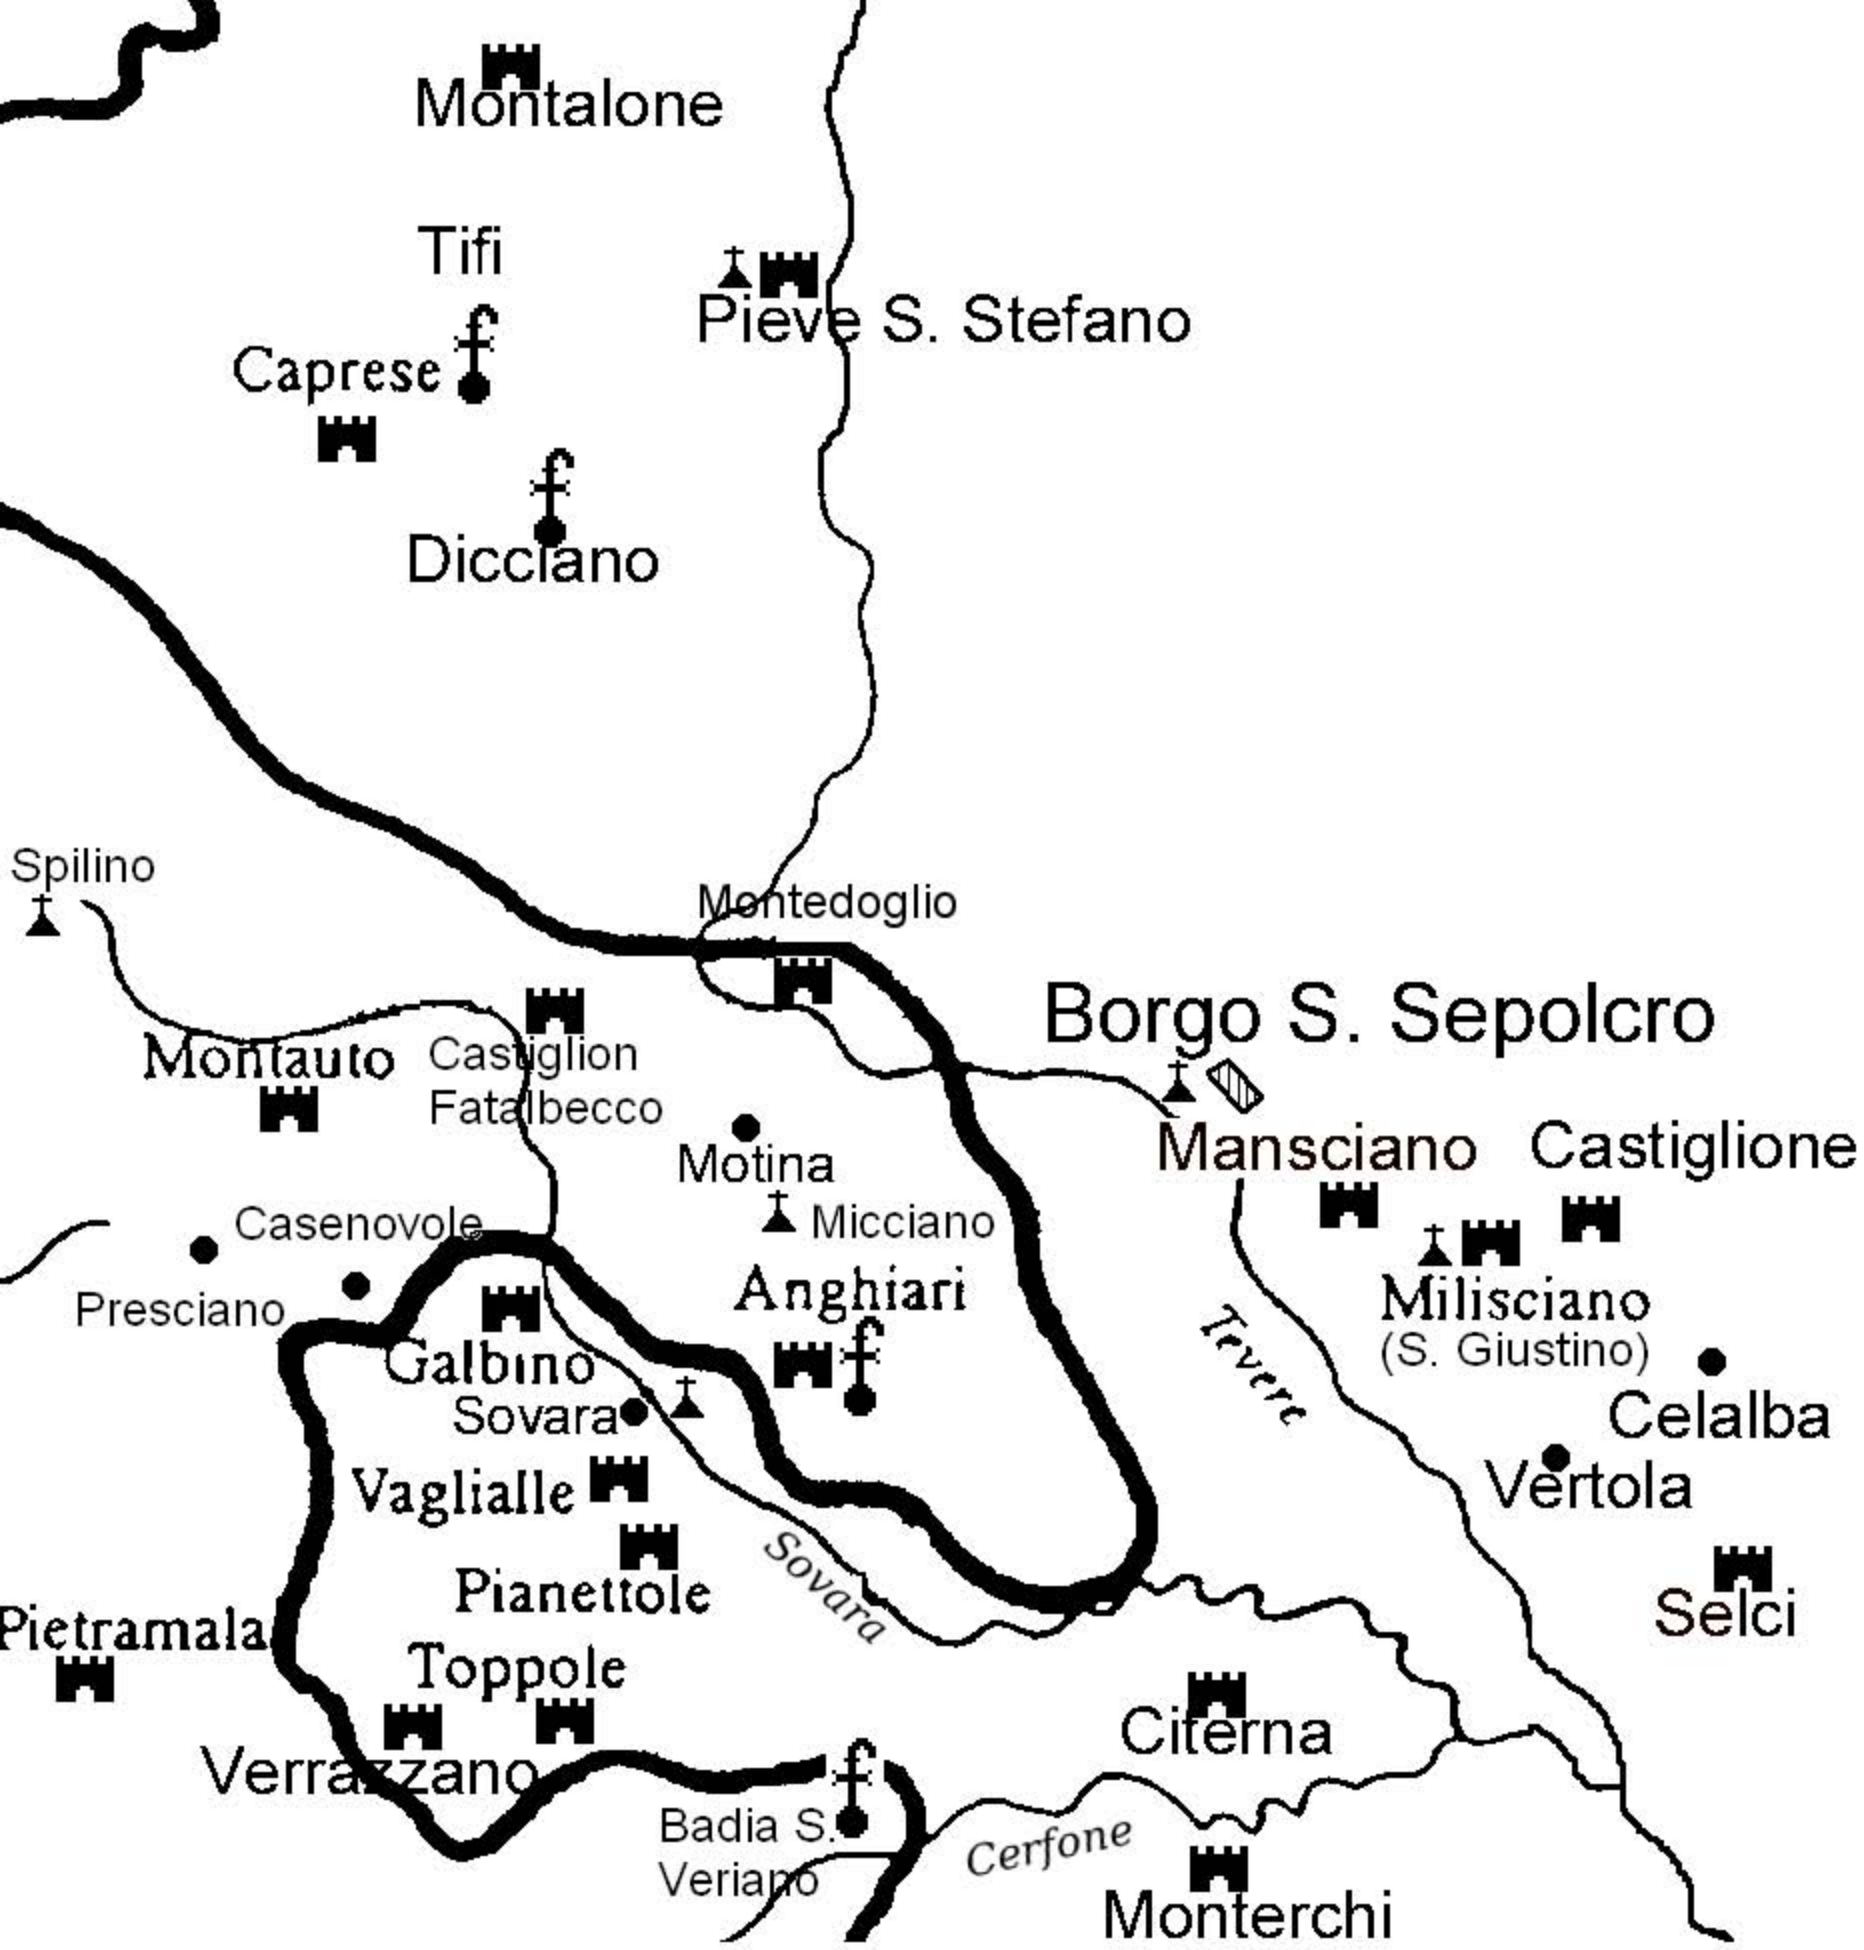 Montalone
Tifi
Pieve S. Stefano
Caprese
Dicciano
Spilino
Montedoglio
Borgo S. Sepolcro
Montauto
Castiglion
Fatalbecco
Motina
Mansciano
Castiglione
Casenovole
Micciano
Presciano
Anghiari
Milisciano
(S. Giustino)
Tevere
Galbino
Sovara
Celalba
Vaglialle
Vertola
Pianettole
Sovara
Selci
Pietramala
Toppole
Citerna
Verrazzano
Badia S.
Veriano
Cerfone
Monterchi